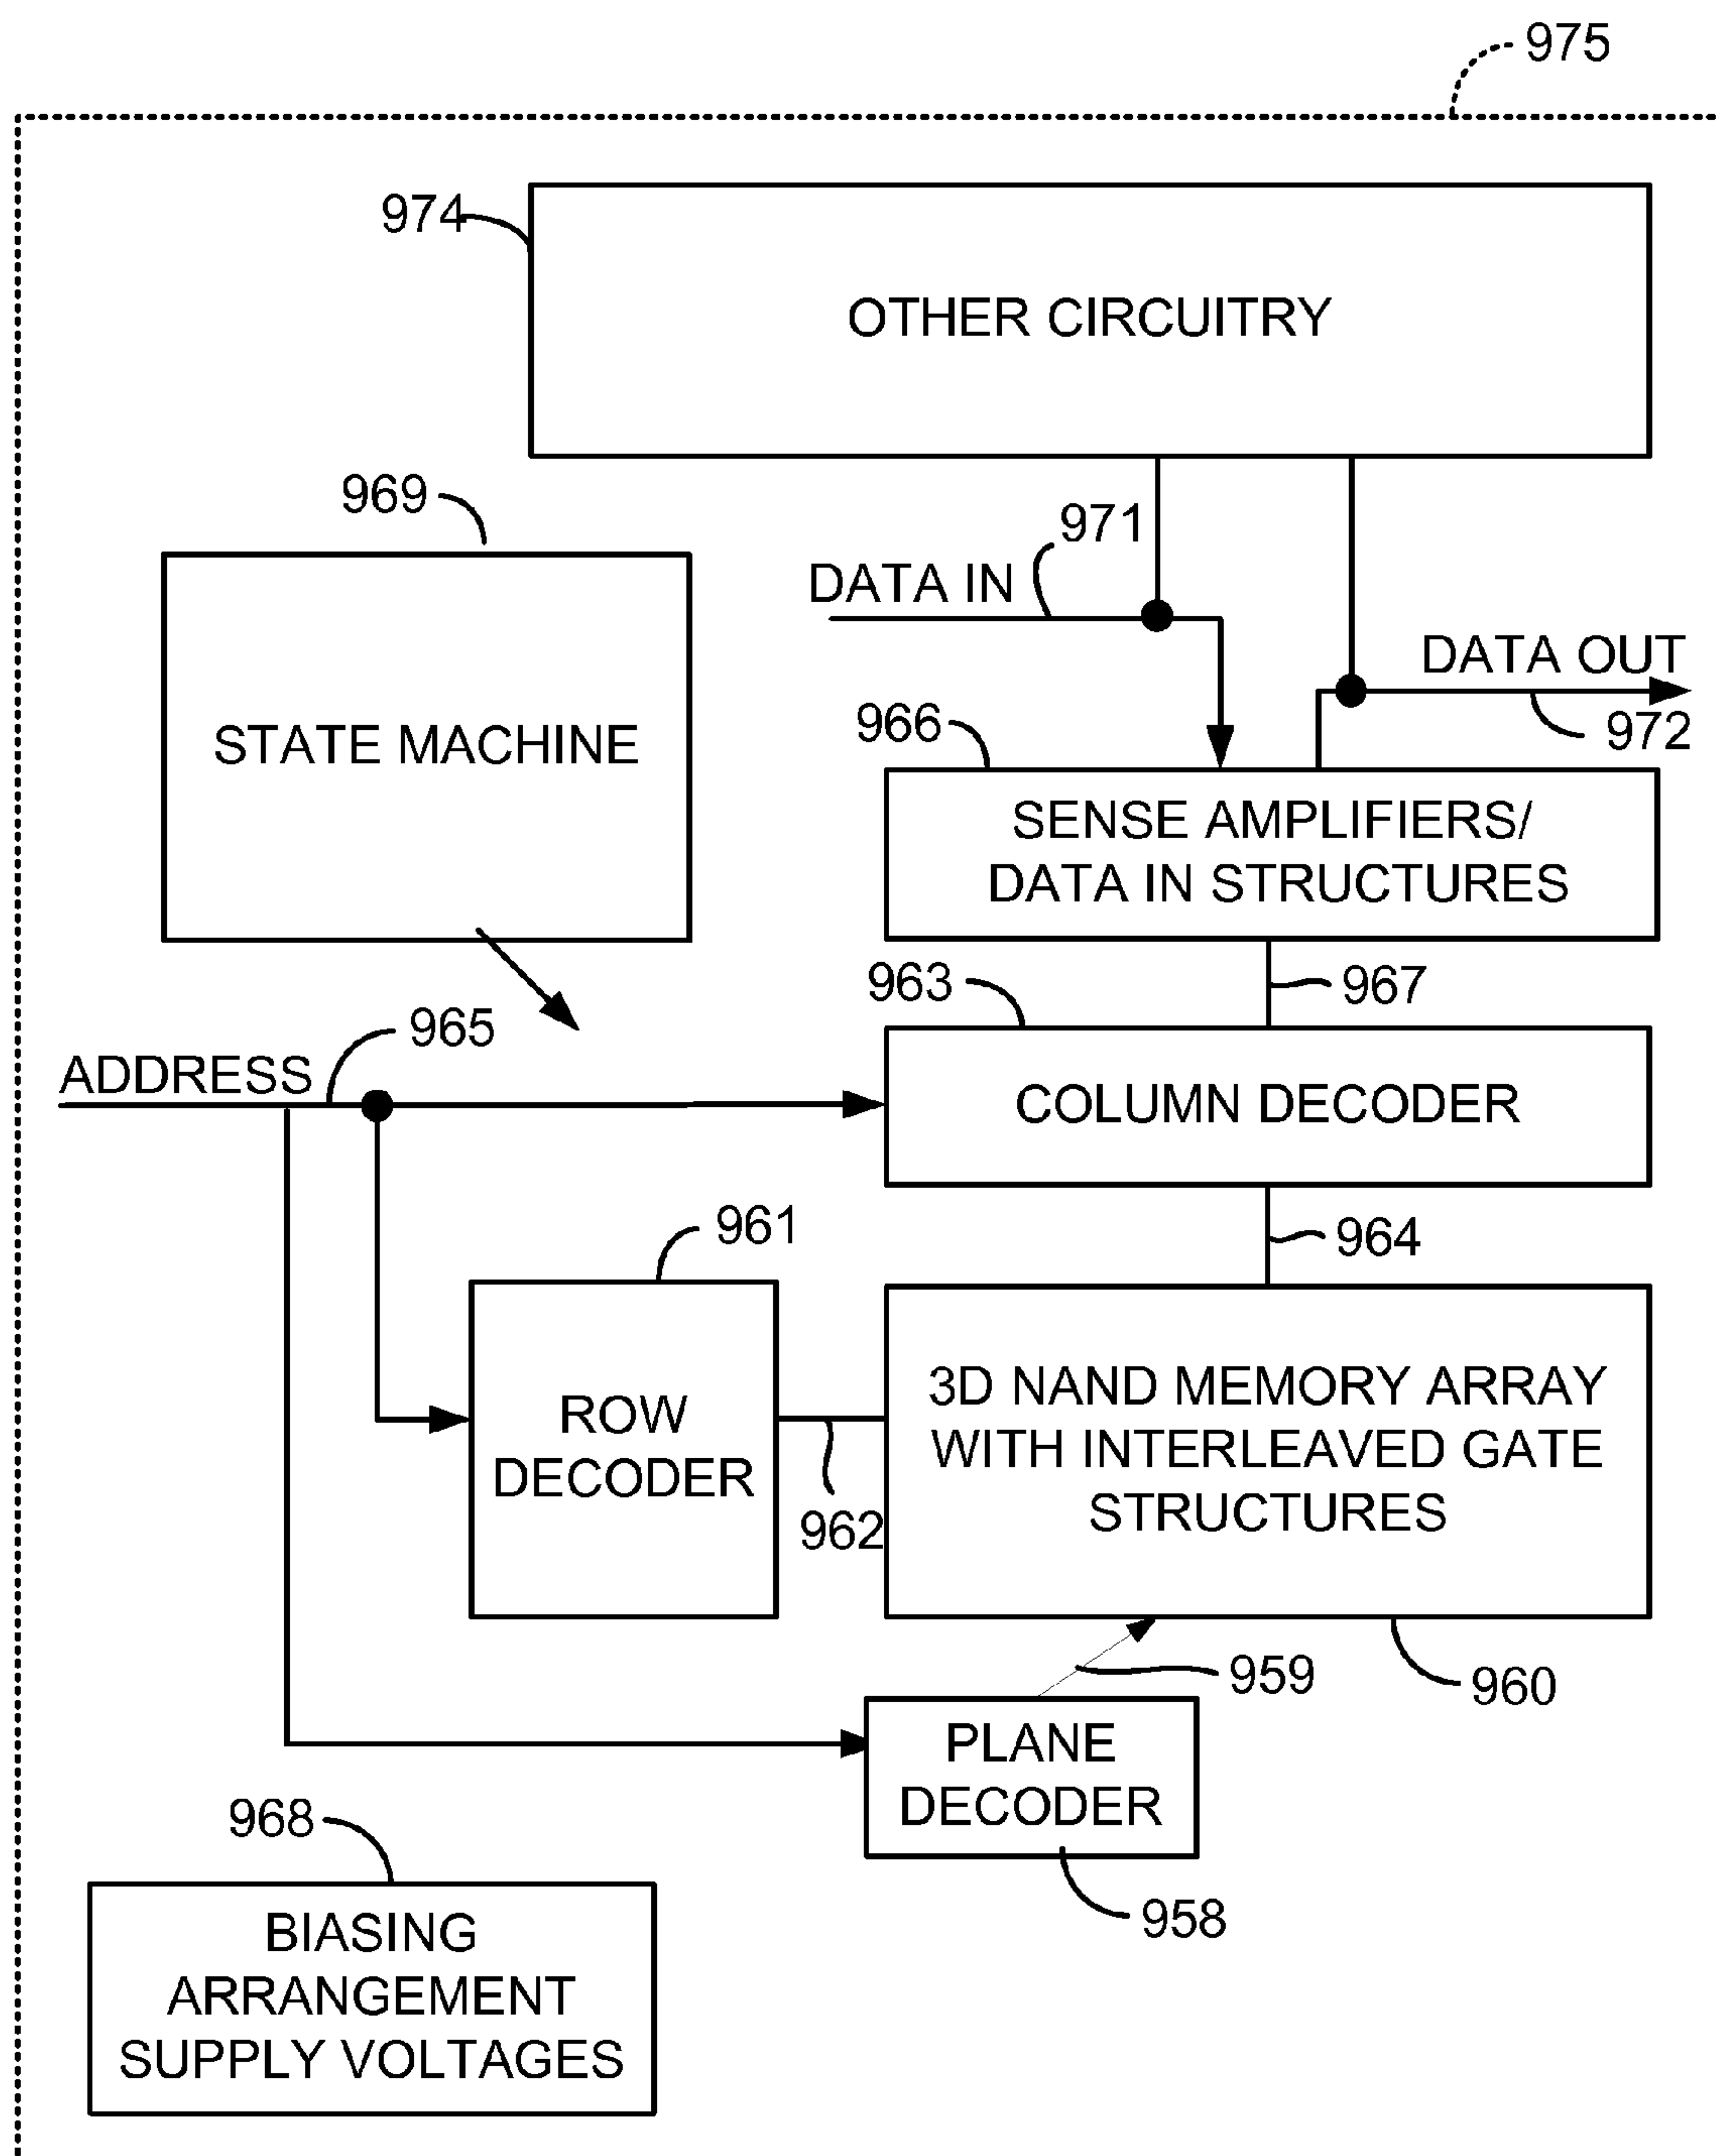 975
974
OTHER CIRCUITRY
969
971
DATA IN
DATA OUT
972
STATE MACHINE
966
SENSE AMPLIFIERS/
DATA IN STRUCTURES
963
967
965
ADDRESS
COLUMN DECODER
961
964
ROW
DECODER
962
3D NAND MEMORY ARRAY
WITH INTERLEAVED GATE
STRUCTURES
959
960
PLANE
DECODER
958
968
BIASING
ARRANGEMENT
SUPPLY VOLTAGES